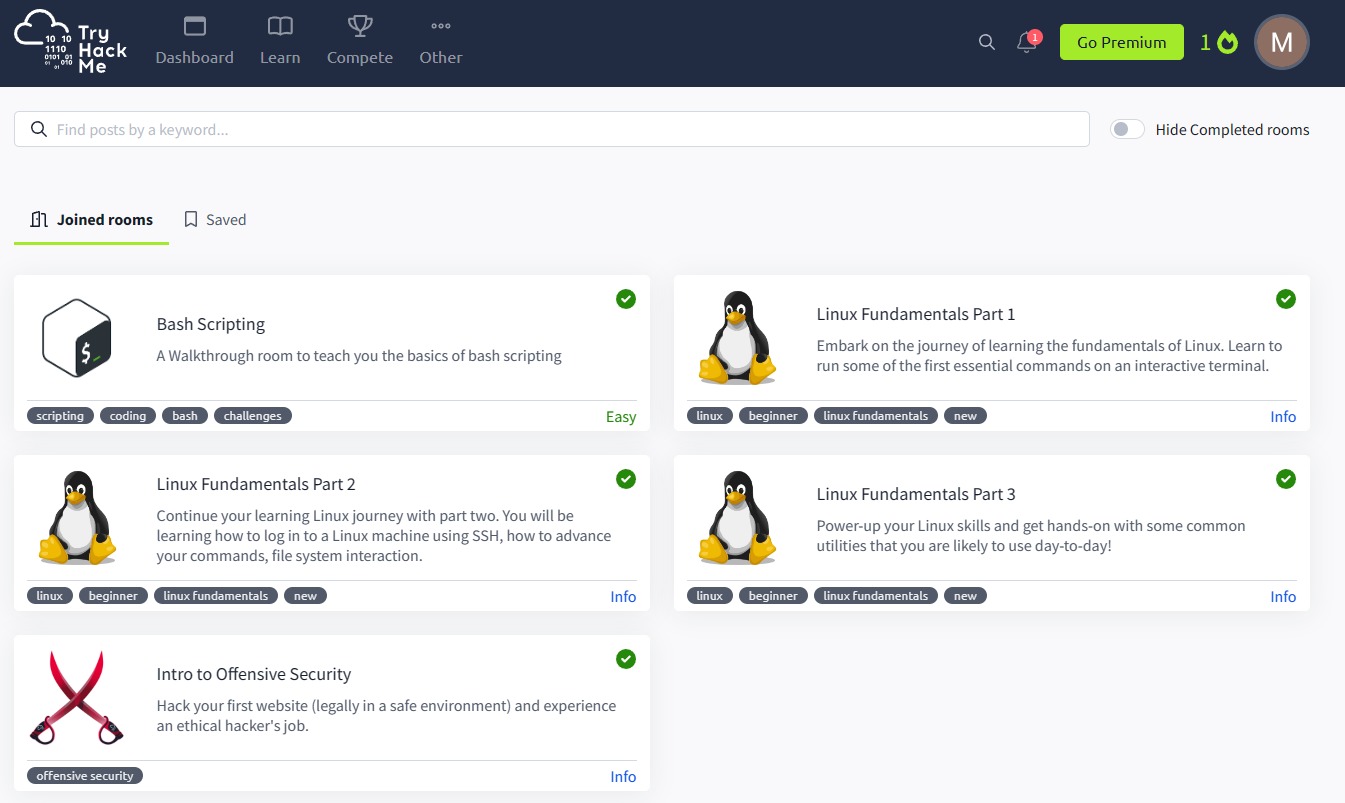 10 10
1110
0101 01
01 010
01
Try
Hack
Me
Dashboard
Learn
Compete
Other
1
Go Premium
1
M
Find posts by a keyword...
Hide Completed rooms
Joined rooms
Saved
$_
Bash Scripting
A Walkthrough room to teach you the basics of bash scripting
scripting coding bash challenges
Easy
Linux Fundamentals Part 1
Embark on the journey of learning the fundamentals of Linux. Learn to
run some of the first essential commands on an interactive terminal.
linux beginner linux fundamentals new
Info
Linux Fundamentals Part 2
Continue your learning Linux journey with part two. You will be
learning how to log in to a Linux machine using SSH, how to advance
your commands, file system interaction.
linux beginner linux fundamentals new
Info
Linux Fundamentals Part 3
Power-up your Linux skills and get hands-on with some common
utilities that you are likely to use day-to-day!
linux beginner linux fundamentals new
Info
Intro to Offensive Security
Hack your first website (legally in a safe environment) and experience
an ethical hacker's job.
offensive security
Info